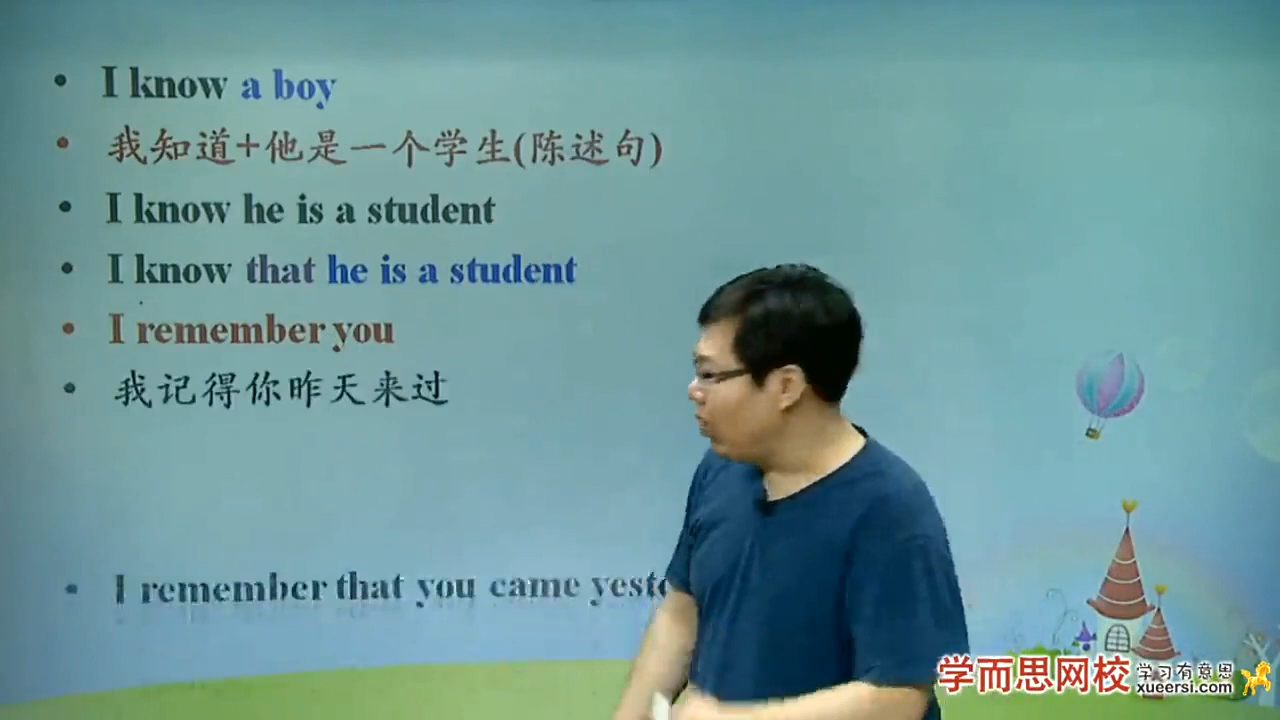 I know a boy
我知道+他是一个学生(陈述句)
I know he is a student
I know that he is a student
I remember you
我记得你昨天来过
I remember that you came
学而思网校
学习有意思
xueersi.com